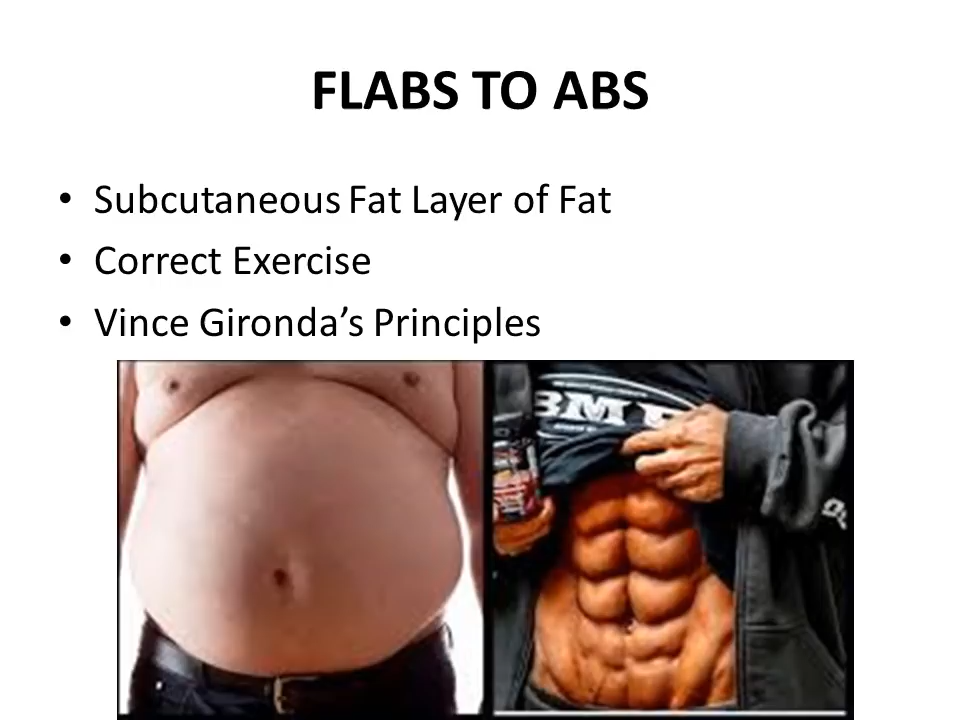 FLABS TO ABS
• Subcutaneous Fat Layer of Fat
• Correct Exercise
• Vince Gironda’s Principles